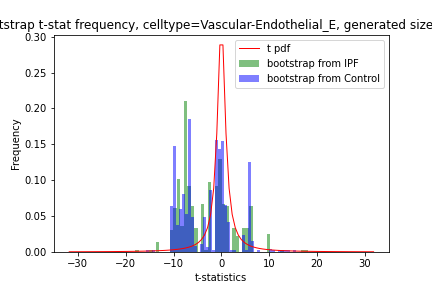 tstrap t-stat frequency, celltype=Vascular-Endothelial_E, generated size
t pdf
bootstrap from IPF
bootstrap from Control
Frequency
0.30
0.25
0.20
0.15
0.10
0.05
0.00
−30
−20
−10
0
10
20
30
t-statistics